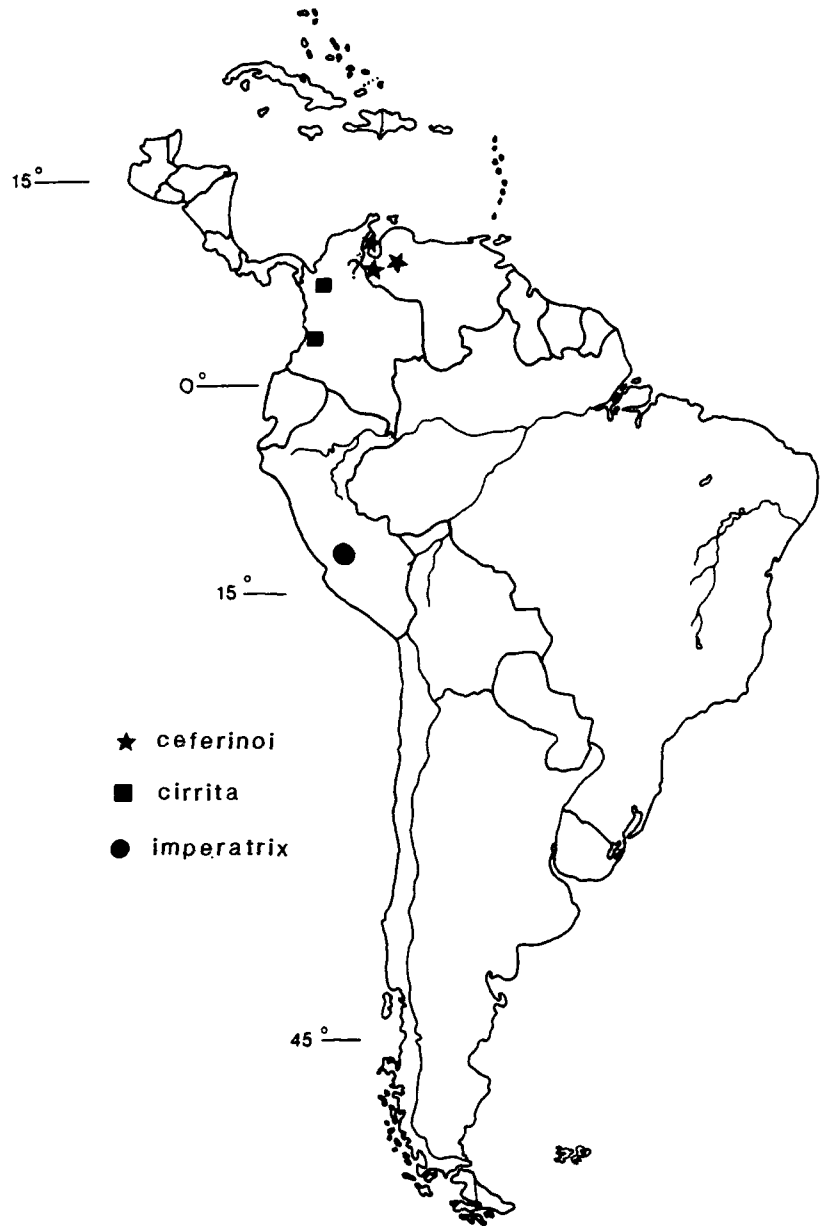 15°
?
0°
15°
★ ceferinoi
■ cirrita
● imperatrix
45°